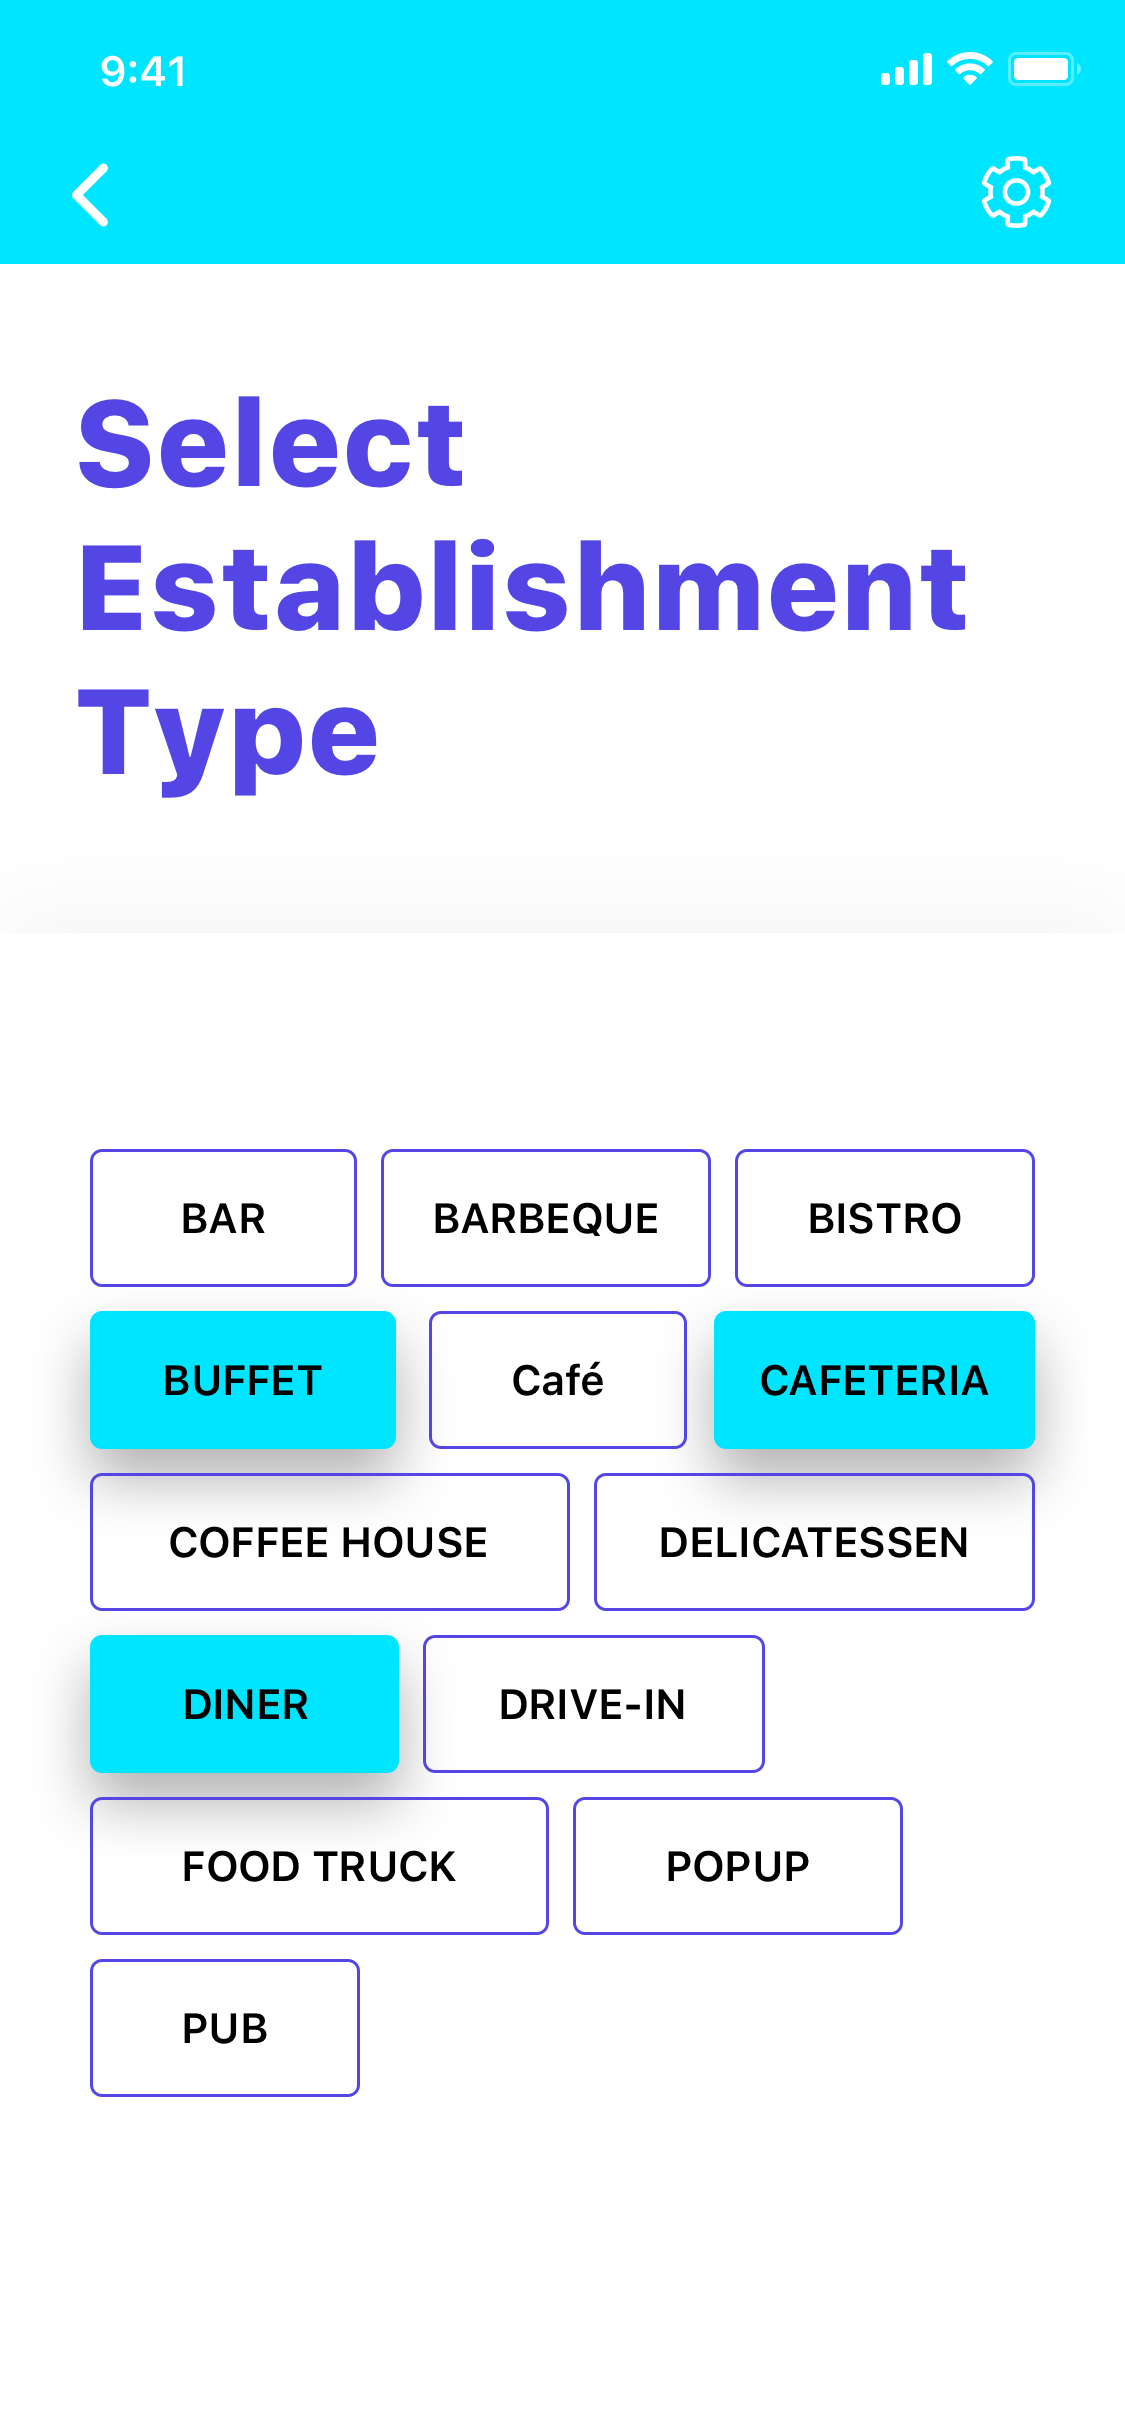 9:41
Select
Establishment
Type
BAR BARBEQUE BISTRO
BUFFET Café CAFETERIA
COFFEE HOUSE DELICATESSEN
DINER DRIVE-IN
FOOD TRUCK POPUP
PUB